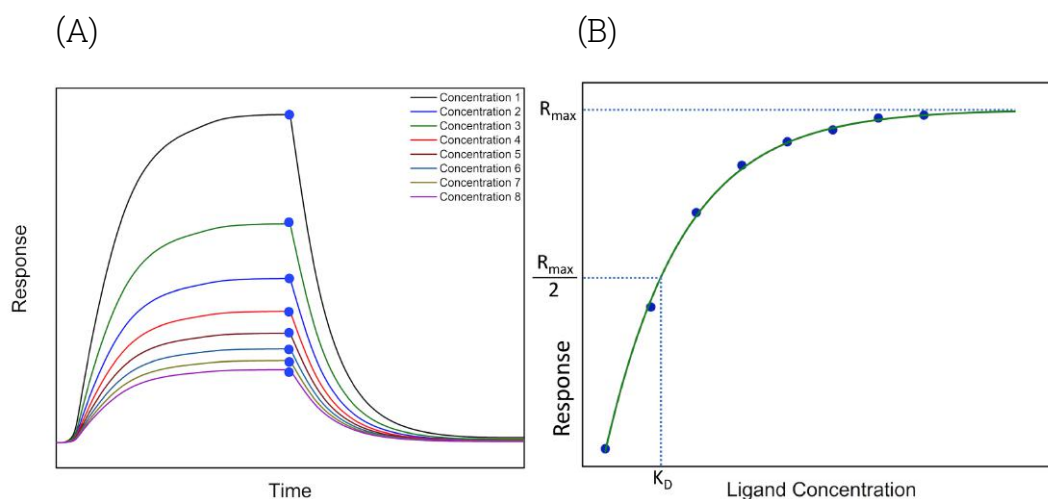 (A)
(B)
Concentration 1
Concentration 2
Concentration 3
Concentration 4
Concentration 5
Concentration 6
Concentration 7
Concentration 8
Response
Time
Rmax
Rmax
2
Response
KD
Ligand Concentration